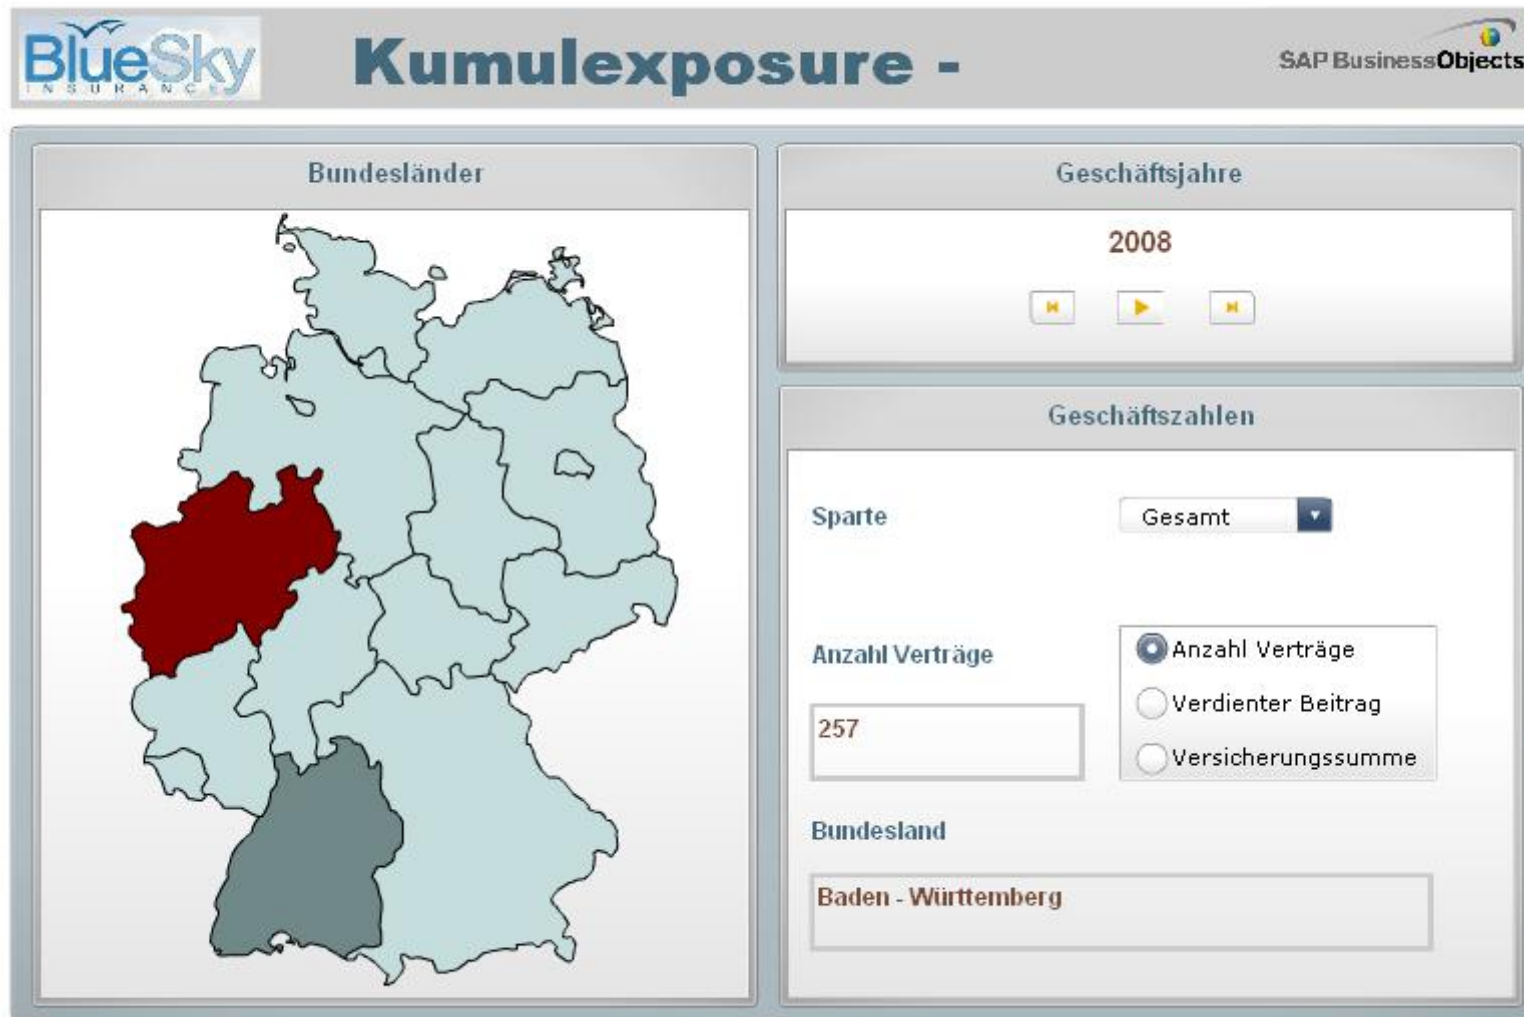 BlueSky
INSURANCE
Kumulexposure -
SAP BusinessObjects
Bundesländer
Geschäftsjahre
2008
Geschäftszahlen
Sparte
Gesamt
Anzahl Verträge
257
Anzahl Verträge
Verdienter Beitrag
Versicherungssumme
Bundesland
Baden - Württemberg